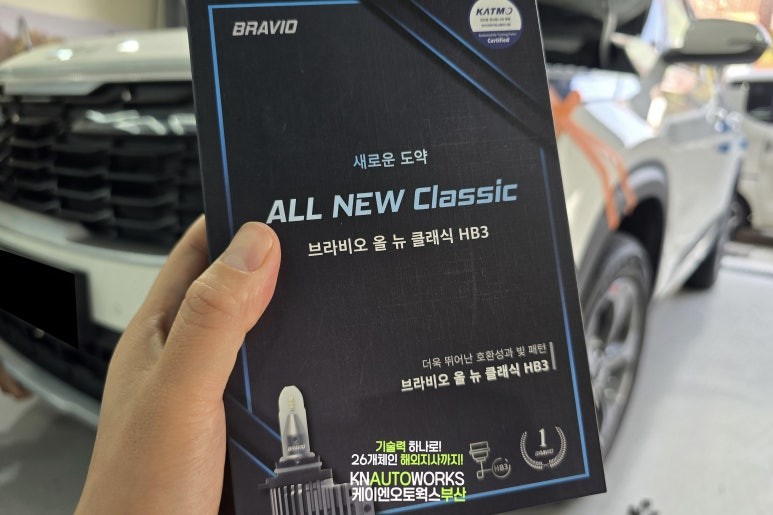 BRAVIO
KATMO
Certified
새로운 도약
ALL NEW Classic
브라비오 올 뉴 클래식 HB3
더욱 뛰어난 호환성과 빛 패턴
브라비오 올 뉴 클래식 HB3
HB3
1
BRAVIO
기술력 하나로!
26개체인 해외지사까지!
KNAUTOWORKS
케이엔오토웍스부산